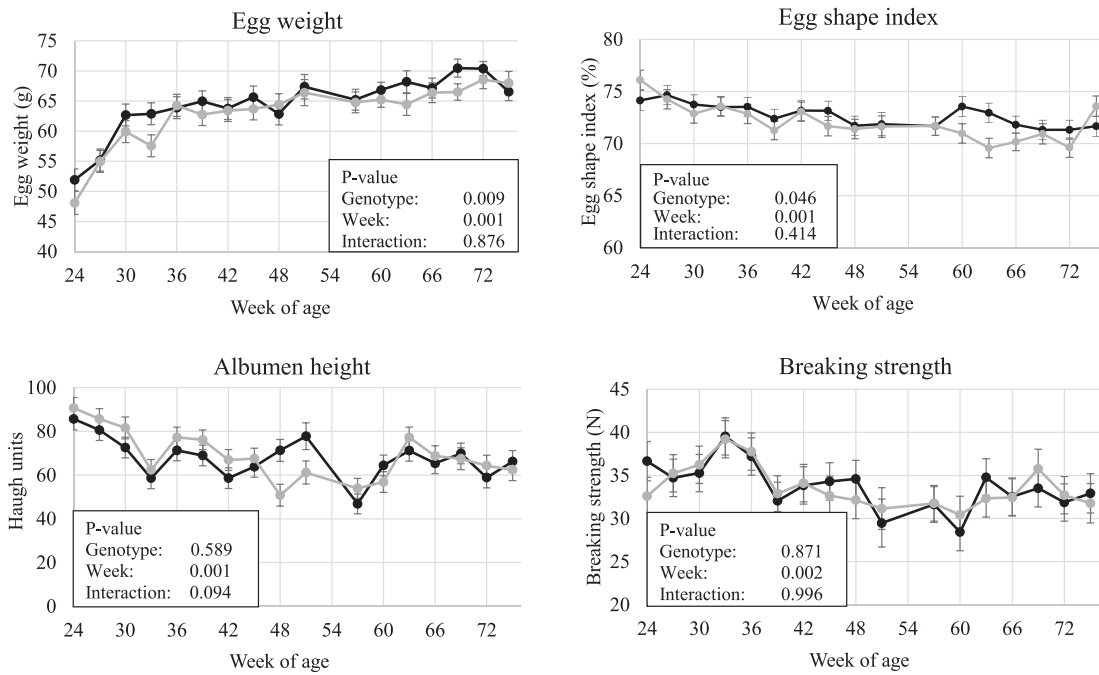 Egg weight
75
70
65
60
55
50
45
40
Egg weight (g)
P-value
Genotype: 0.009
Week: 0.001
Interaction: 0.876
24 30 36 42 48 54 60 66 72
Week of age
Egg shape index
80
75
70
65
60
Egg shape index (%)
P-value
Genotype: 0.046
Week: 0.001
Interaction: 0.414
24 30 36 42 48 54 60 66 72
Week of age
Albumen height
100
80
60
40
20
0
Haugh units
P-value
Genotype: 0.589
Week: 0.001
Interaction: 0.094
24 30 36 42 48 54 60 66 72
Week of age
Breaking strength
45
40
35
30
25
20
Breaking strength (N)
P-value
Genotype: 0.871
Week: 0.002
Interaction: 0.996
24 30 36 42 48 54 60 66 72
Week of age